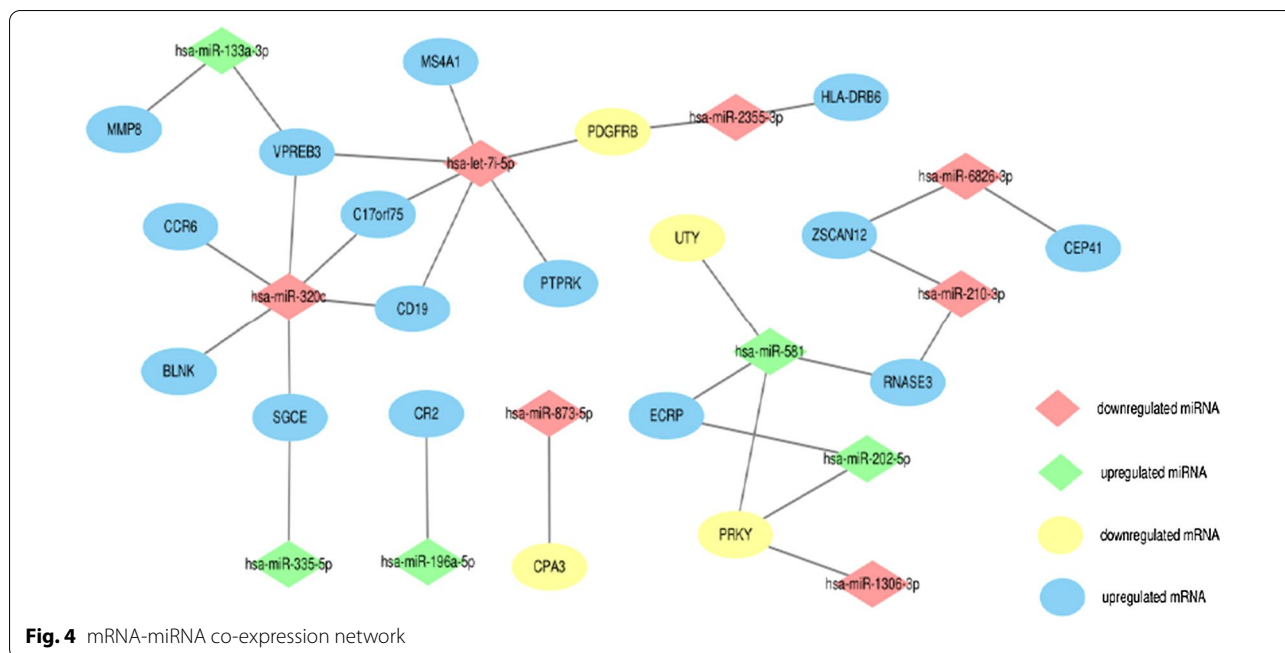 hsa-miR-133a-3p
MS4A1
HLA-DRB6
hsa-miR-2355-3p
MMP8
PDGFRB
VPREB3
hsa-let-7i-5p
hsa-miR-6826-3p
C17orf75
CCR6
UTY
ZSCAN12
CEP41
PTPRK
hsa-miR-320c
CD19
hsa-miR-210-3p
hsa-miR-581
BLNK
RNASE3
SGCE
CR2
hsa-miR-873-5p
ECRP
downregulated miRNA
hsa-miR-202-5p
upregulated miRNA
PRKY
downregulated mRNA
hsa-miR-335-5p
hsa-miR-196a-5p
CPA3
hsa-miR-1306-3p
upregulated mRNA
Fig. 4 mRNA-miRNA co-expression network